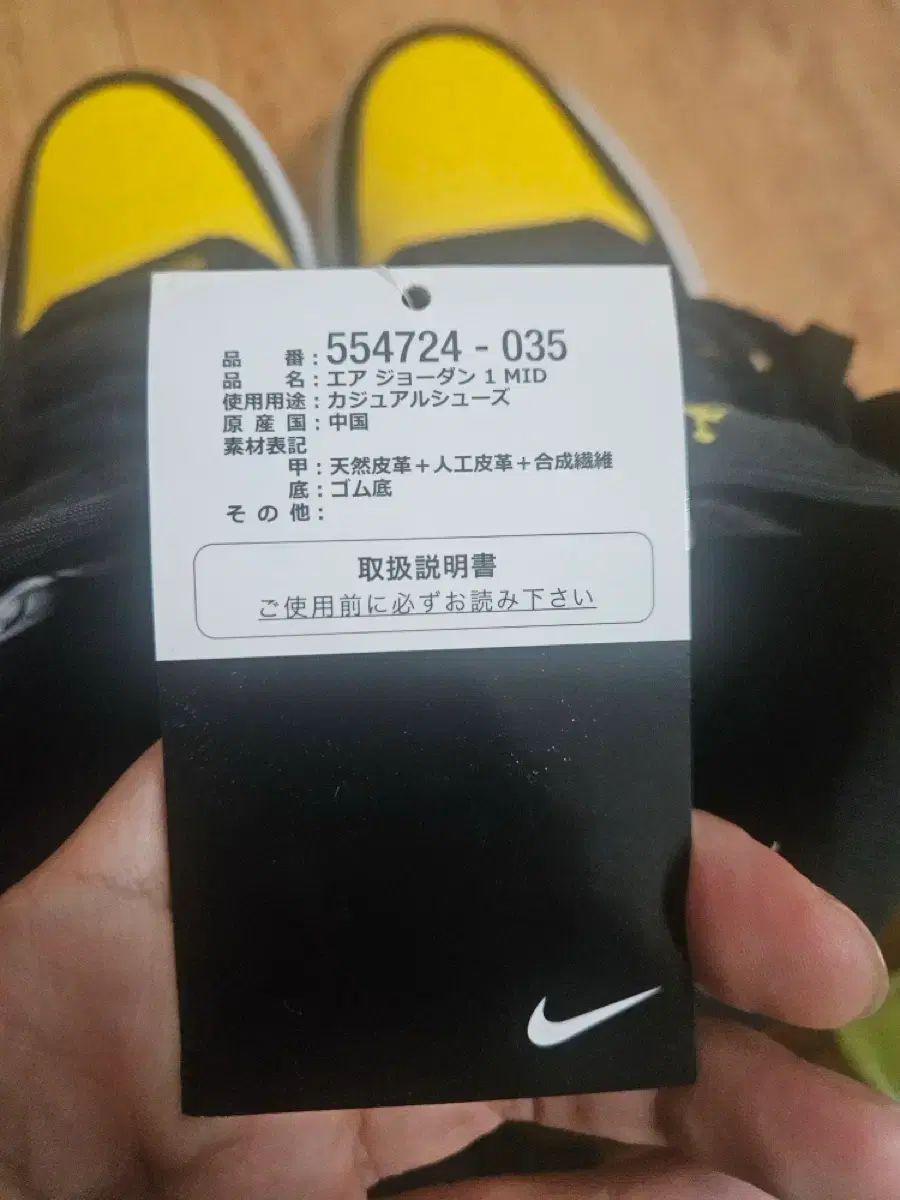 品　　番：554724 - 035
品　　名：エア ジョーダン 1 MID
使用用途：カジュアルシューズ
原 産 国：中国
素材表記
甲：天然皮革＋人工皮革＋合成繊維
底：ゴム底
そ の 他：
取扱説明書
ご使用前に必ずお読み下さい